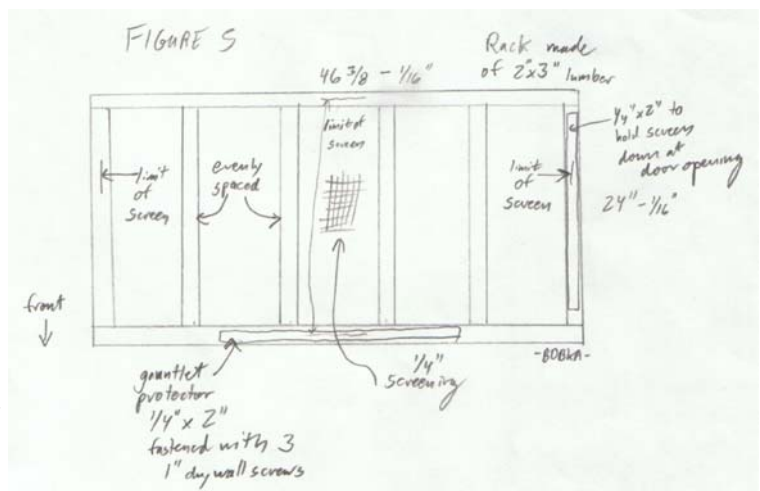 FIGURE 5
46 3/8 - 1/16"
Rack made
of 2"x3" lumber
1/4" x 2" to
hold screen
down at
door opening
24" - 1/16"
limit of
screen
limit
of
screen
evenly
spaced
limit
of
screen
front
-BOBKA-
gauntlet
protector
1/4" x 2"
fastened with 3
1" drywall screws
1/4"
screening